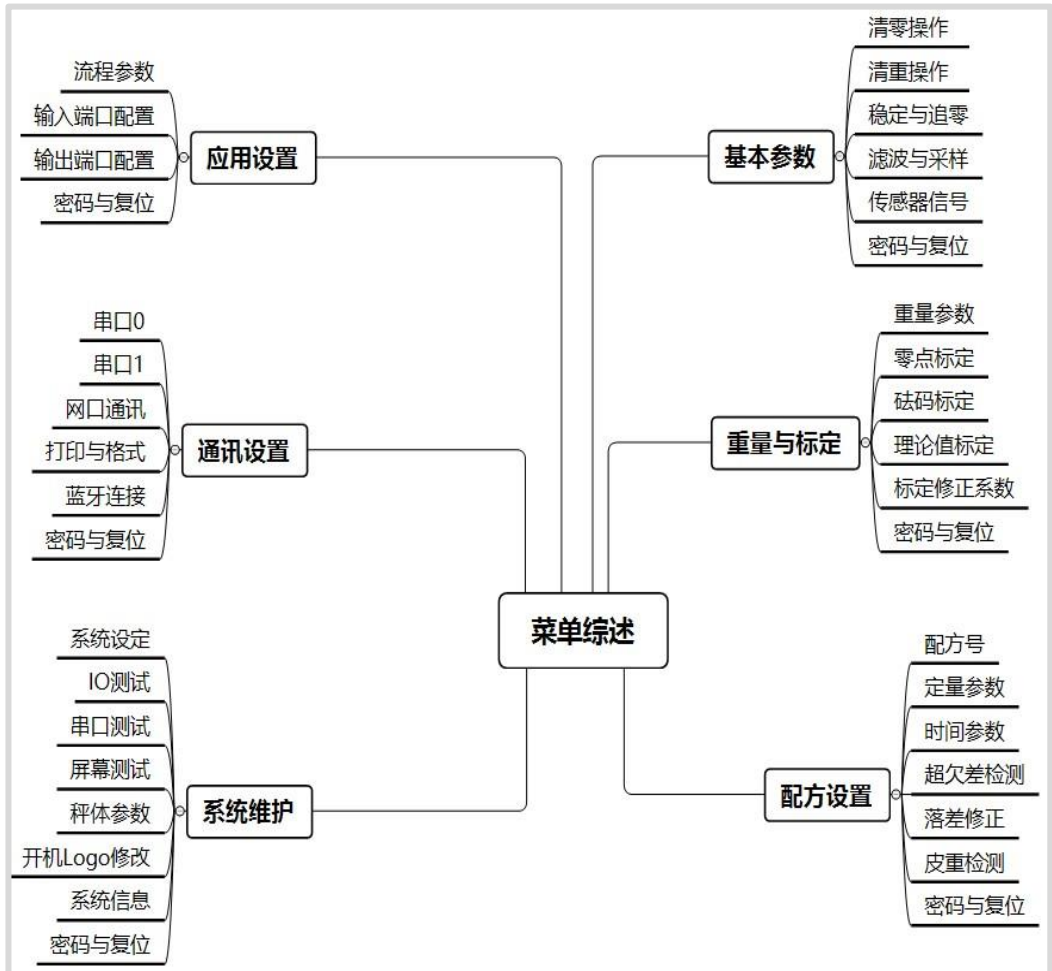 菜单综述
基本参数
清零操作
清重操作
稳定与追零
滤波与采样
传感器信号
密码与复位
重量与标定
重量参数
零点标定
砝码标定
理论值标定
标定修正系数
密码与复位
配方设置
配方号
定量参数
时间参数
超欠差检测
落差修正
皮重检测
密码与复位
应用设置
流程参数
输入端口配置
输出端口配置
密码与复位
通讯设置
串口0
串口1
网口通讯
打印与格式
蓝牙连接
密码与复位
系统维护
系统设定
IO测试
串口测试
屏幕测试
秤体参数
开机Logo修改
系统信息
密码与复位